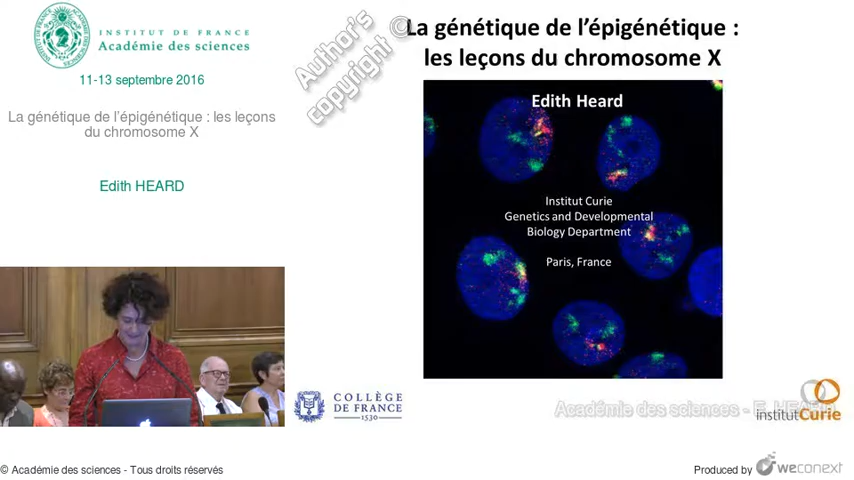 INSTITUT DE FRANCE
Académie des sciences
11-13 septembre 2016
La génétique de l'épigénétique : les leçons
du chromosome X
Edith HEARD
Author's ©
copyright
La génétique de l’épigénétique :
les leçons du chromosome X
Edith Heard
Institut Curie
Genetics and Developmental
Biology Department
Paris, France
COLLÈGE
DE FRANCE
1530
Académie des sciences - E. HEARD
institutCurie
© Académie des sciences - Tous droits réservés
Produced by weconext